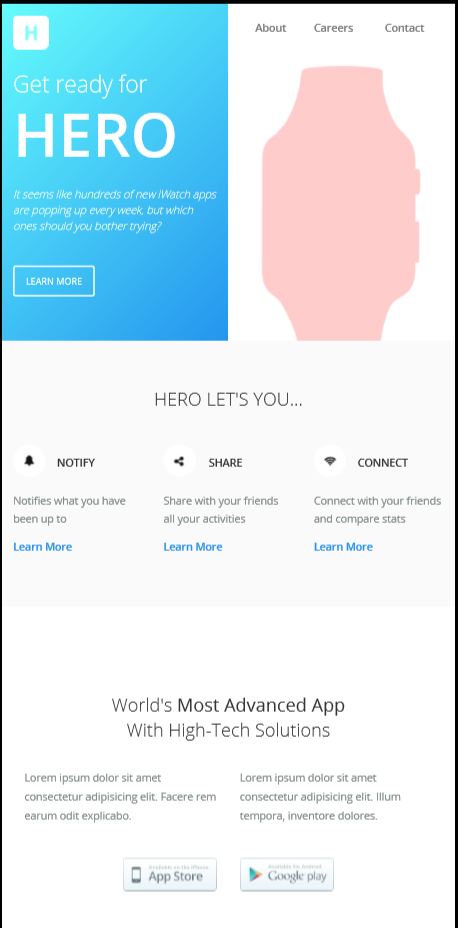 H
About Careers Contact
Get ready for
HERO
It seems like hundreds of new iWatch apps
are popping up every week, but which
ones should you bother trying?
LEARN MORE
HERO LET'S YOU...
NOTIFY
Notifies what you have
been up to
Learn More
SHARE
Share with your friends
all your activities
Learn More
CONNECT
Connect with your friends
and compare stats
Learn More
World's Most Advanced App
With High-Tech Solutions
Lorem ipsum dolor sit amet
consectetur adipisicing elit. Facere rem
earum odit explicabo.
Lorem ipsum dolor sit amet
consectetur adipisicing elit. Illum
tempora, inventore dolores.
Available on the iPhone
App Store
Available for Android
Google play